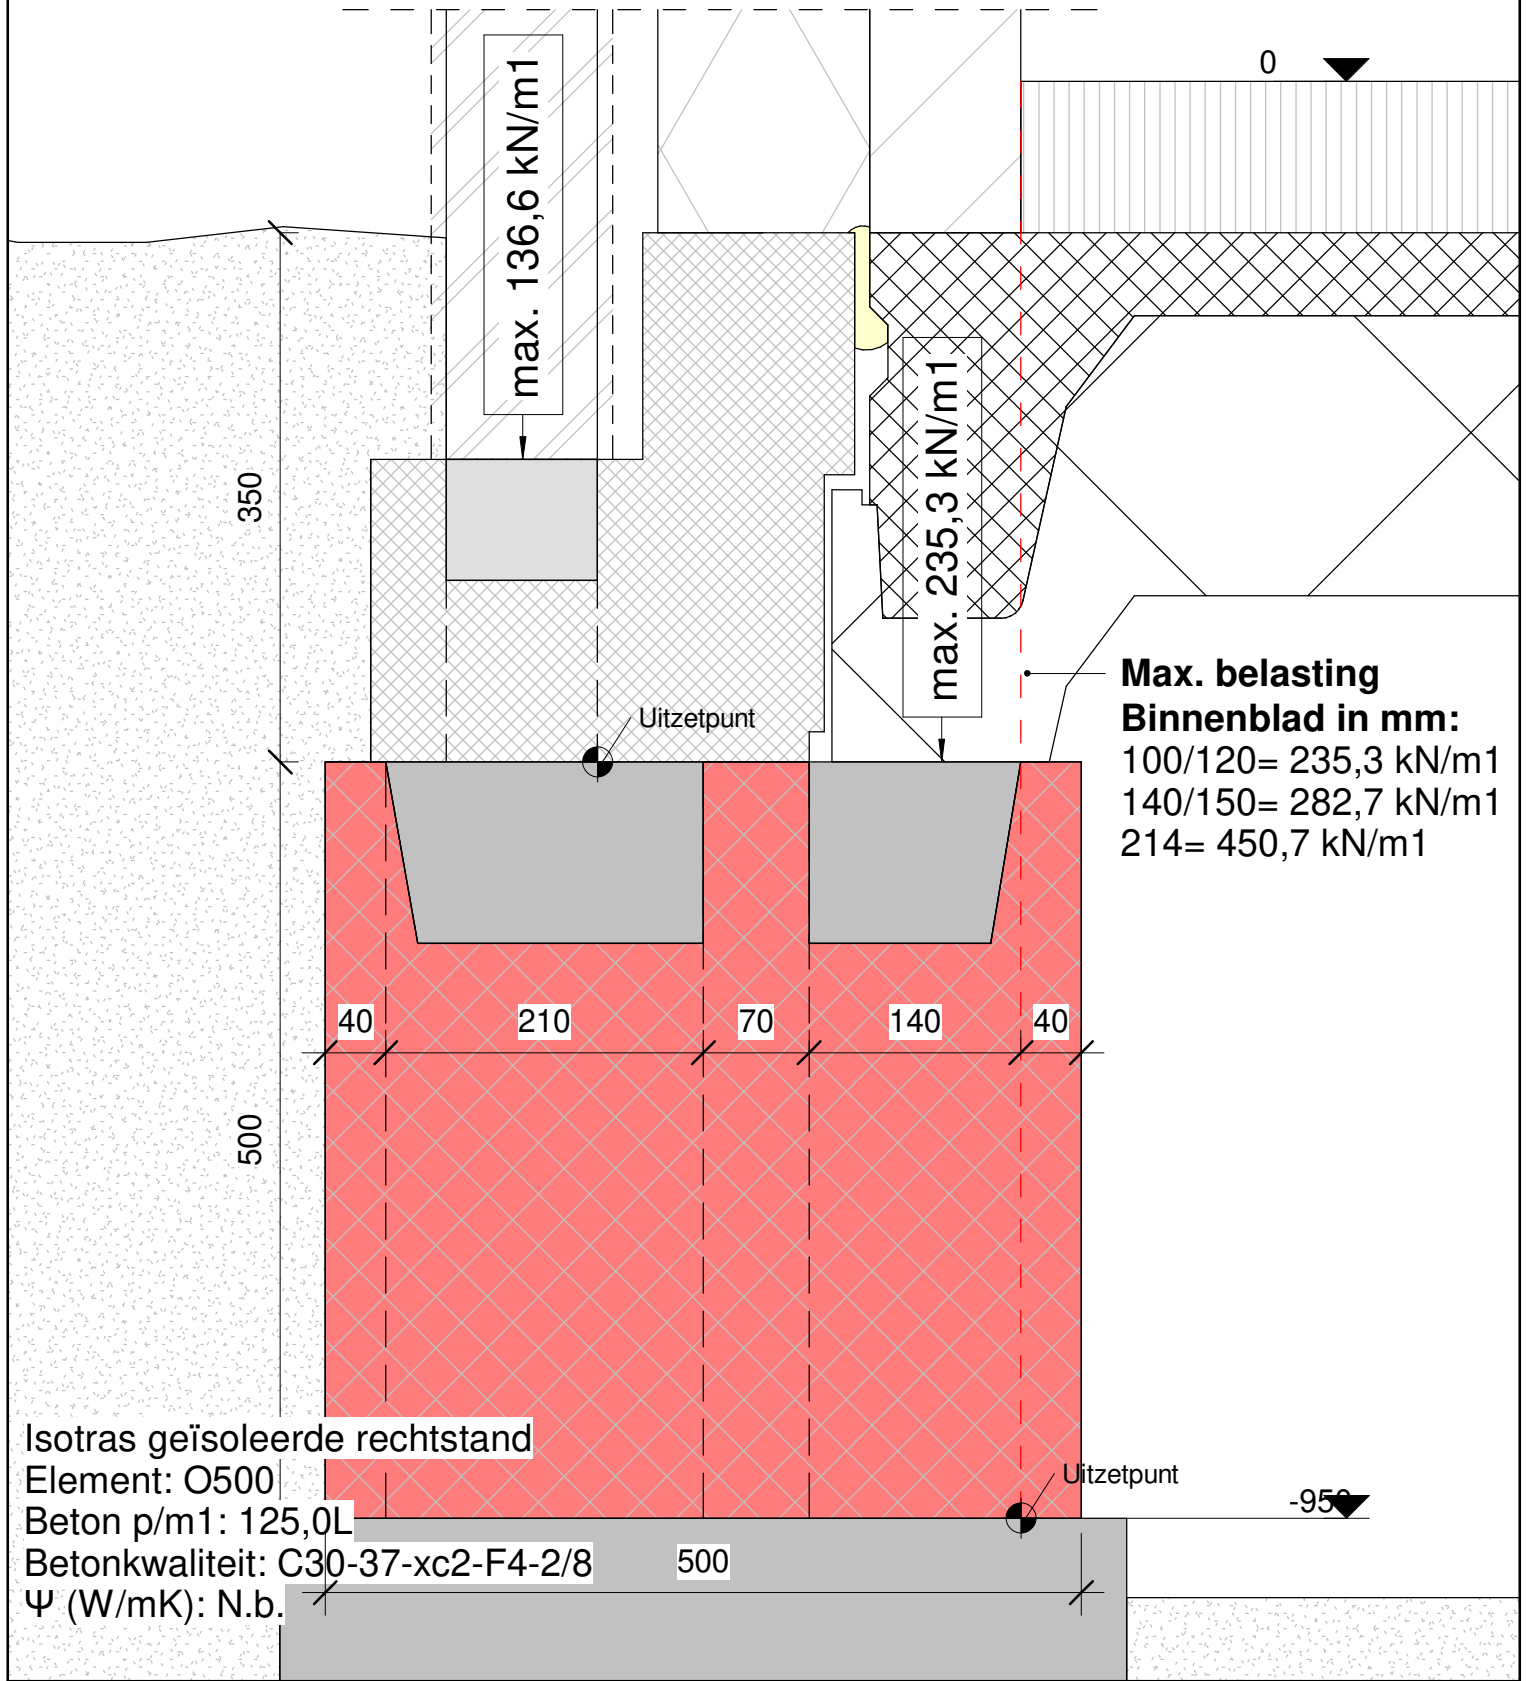 0
max. 136,6 kN/m1
350
max. 235,3 kN/m1
Uitzetpunt
Max. belasting
Binnenblad in mm:
100/120= 235,3 kN/m1
140/150= 282,7 kN/m1
214= 450,7 kN/m1
40
210
70
140
40
500
Isotras geïsoleerde rechtstand
Element: O500
Beton p/m1: 125,0L
Betonkwaliteit: C30-37-xc2-F4-2/8
Ψ (W/mK): N.b.
Uitzetpunt
-950
500